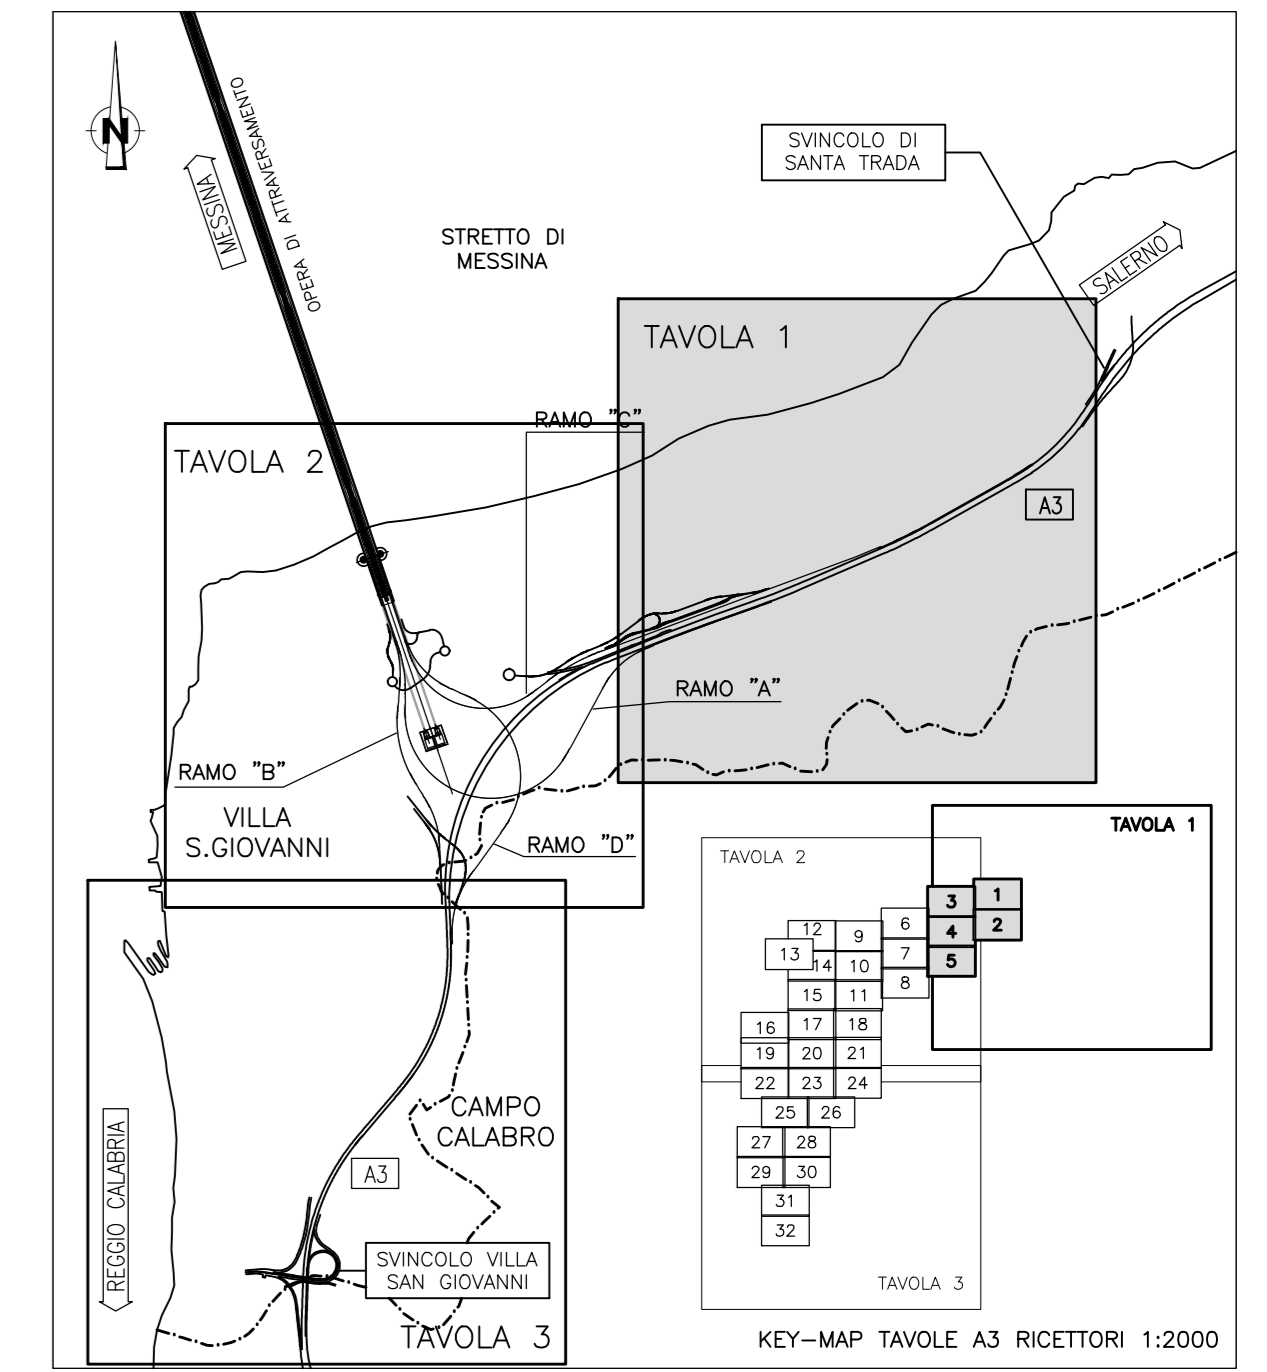 N
MESSINA
OPERA DI ATTRAVERSAMENTO
STRETTO DI
MESSINA
SVINCOLO DI
SANTA TRADA
SALERNO
TAVOLA 1
RAMO "C"
TAVOLA 2
A3
RAMO "A"
RAMO "B"
VILLA
S.GIOVANNI
RAMO "D"
TAVOLA 1
TAVOLA 2
3
1
4
2
5
6
7
8
12
9
13
14
10
15
11
16
17
18
19
20
21
22
23
24
25
26
27
28
29
30
31
32
TAVOLA 3
CAMPO
CALABRO
A3
REGGIO CALABRIA
SVINCOLO VILLA
SAN GIOVANNI
TAVOLA 3
KEY-MAP TAVOLE A3 RICETTORI 1:2000